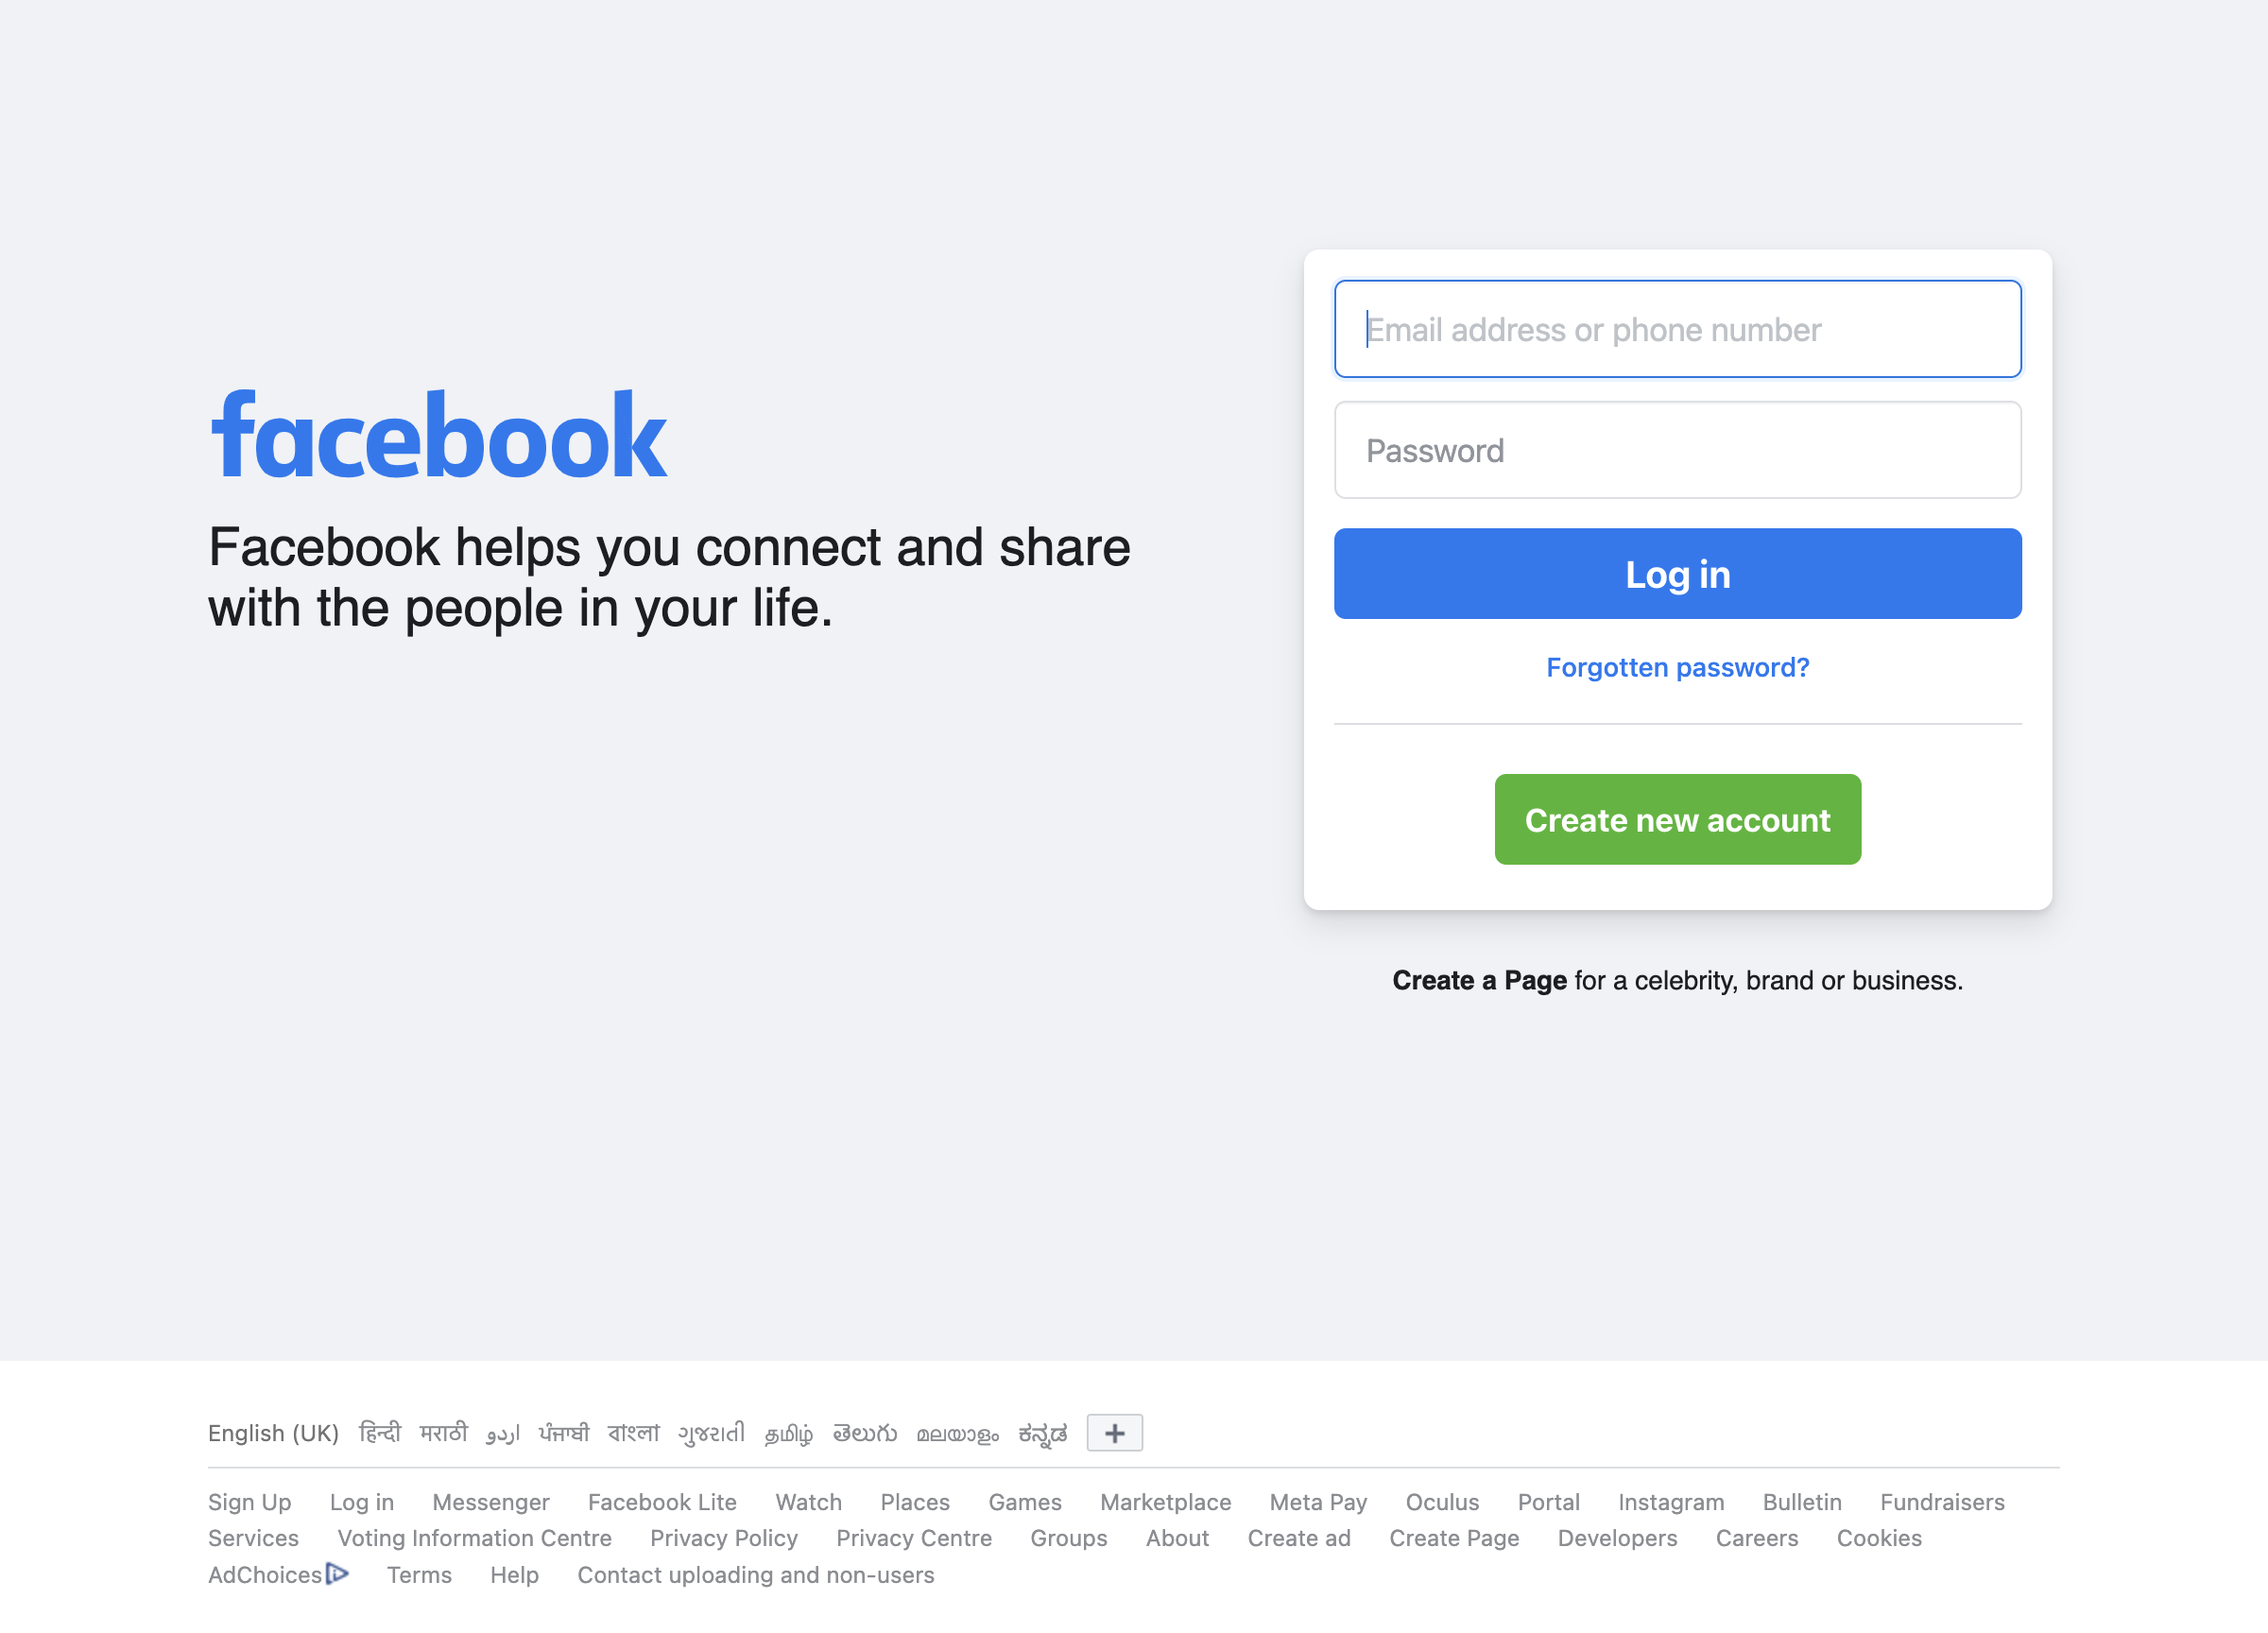 facebook
Facebook helps you connect and share
with the people in your life.
Email address or phone number
Password
Log in
Forgotten password?
Create new account
Create a Page for a celebrity, brand or business.
English (UK) हिन्दी मराठी اردو ਪੰਜਾਬੀ বাংলা ગુજરાતી தமிழ் తెలుగు മലയാളം ಕನ್ನಡ +
Sign Up Log in Messenger Facebook Lite Watch Places Games Marketplace Meta Pay Oculus Portal Instagram Bulletin Fundraisers
Services Voting Information Centre Privacy Policy Privacy Centre Groups About Create ad Create Page Developers Careers Cookies
AdChoices Terms Help Contact uploading and non-users